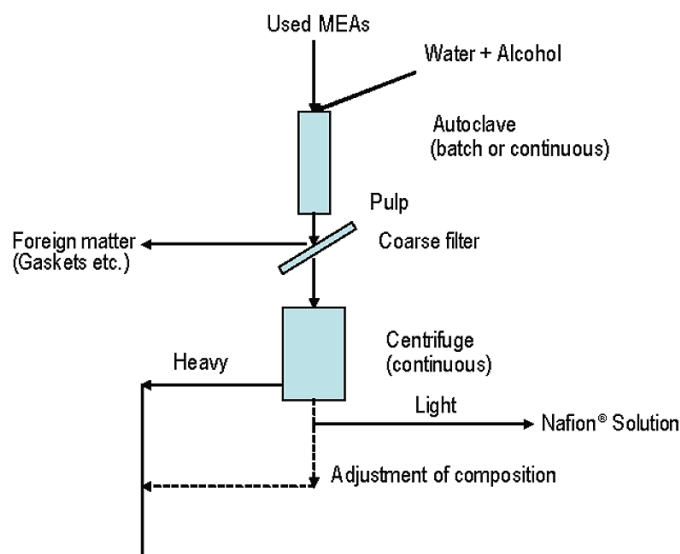 Used MEAs
Water + Alcohol
Autoclave
(batch or continuous)
Pulp
Coarse filter
Foreign matter
(Gaskets etc.)
Centrifuge
(continuous)
Heavy
Light
Nafion® Solution
Adjustment of composition